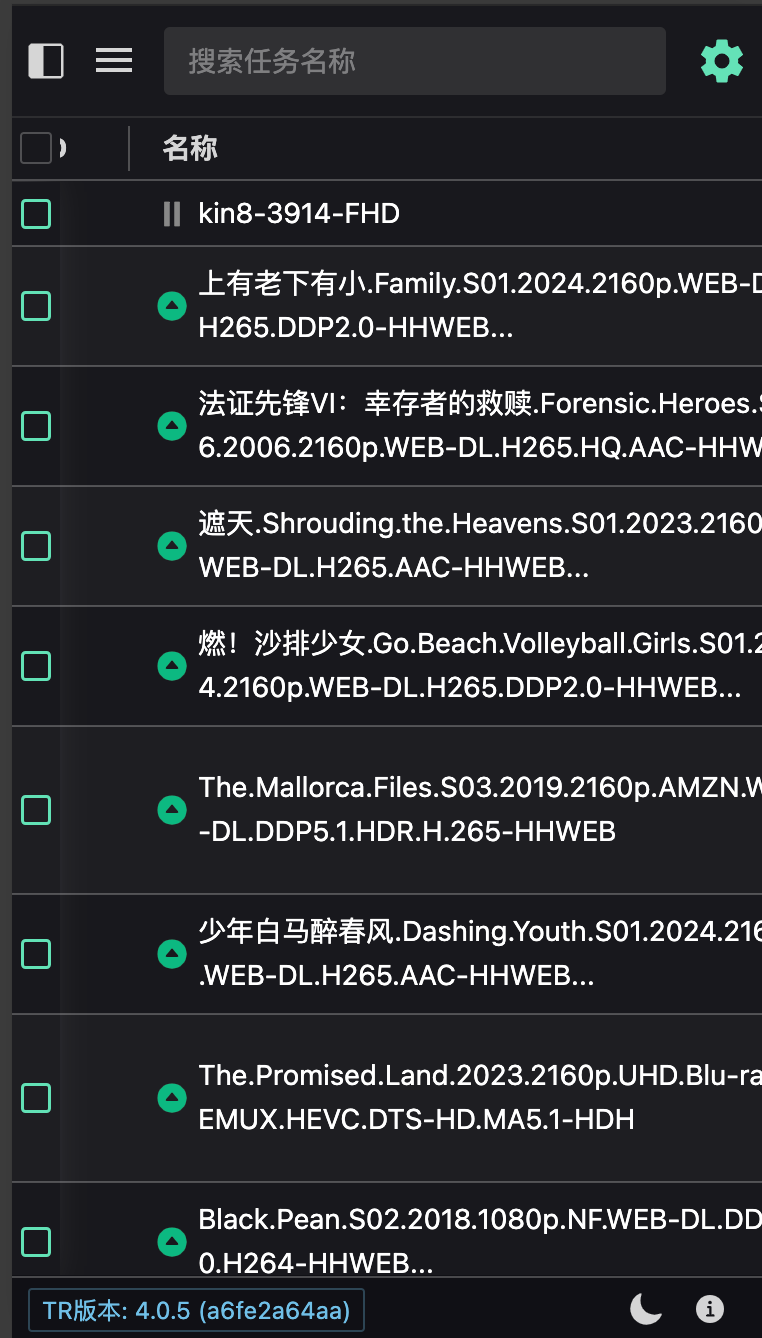 搜索任务名称
名称
kin8-3914-FHD
上有老下有小.Family.S01.2024.2160p.WEB-D
H265.DDP2.0-HHWEB...
法证先锋VI：幸存者的救赎.Forensic.Heroes.S
6.2006.2160p.WEB-DL.H265.HQ.AAC-HHW
遮天.Shrouding.the.Heavens.S01.2023.2160
WEB-DL.H265.AAC-HHWEB...
燃！沙排少女.Go.Beach.Volleyball.Girls.S01.2
4.2160p.WEB-DL.H265.DDP2.0-HHWEB...
The.Mallorca.Files.S03.2019.2160p.AMZN.W
-DL.DDP5.1.HDR.H.265-HHWEB
少年白马醉春风.Dashing.Youth.S01.2024.216
.WEB-DL.H265.AAC-HHWEB...
The.Promised.Land.2023.2160p.UHD.Blu-ra
EMUX.HEVC.DTS-HD.MA5.1-HDH
Black.Pean.S02.2018.1080p.NF.WEB-DL.DD
0.H264-HHWEB...
TR版本: 4.0.5 (a6fe2a64aa)